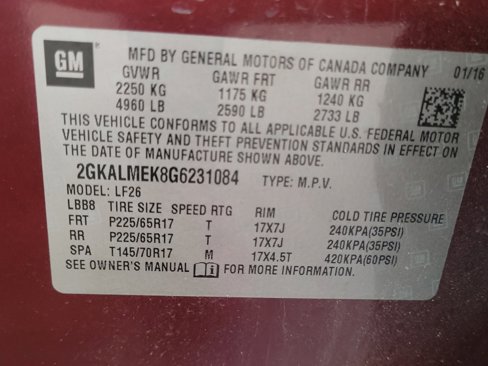 GM
MFD BY GENERAL MOTORS OF CANADA COMPANY 01/16
GVWR GAWR FRT GAWR RR
2250 KG 1175 KG 1240 KG
4960 LB 2590 LB 2733 LB
THIS VEHICLE CONFORMS TO ALL APPLICABLE U.S. FEDERAL MOTOR
VEHICLE SAFETY AND THEFT PREVENTION STANDARDS IN EFFECT ON THE
DATE OF MANUFACTURE SHOWN ABOVE.
2GKALMEK8G6231084 TYPE: M.P.V.
MODEL: LF26
LBB8 TIRE SIZE SPEED RTG RIM COLD TIRE PRESSURE
FRT P225/65R17 T 17X7J 240KPA(35PSI)
RR P225/65R17 T 17X7J 240KPA(35PSI)
SPA T145/70R17 M 17X4.5T 420KPA(60PSI)
SEE OWNER'S MANUAL FOR MORE INFORMATION.